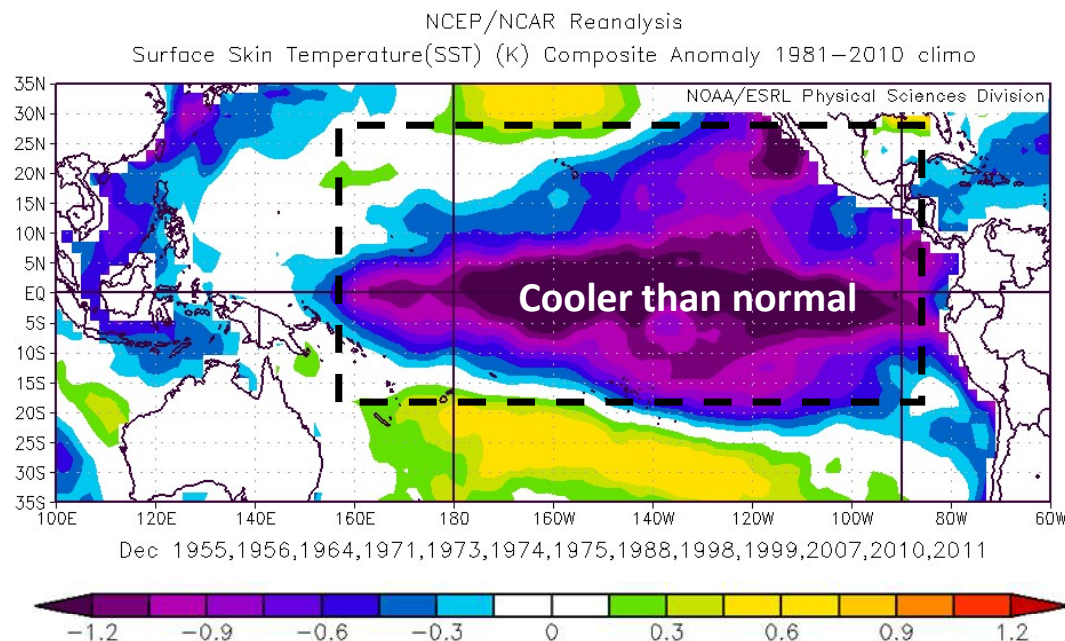 NCEP/NCAR Reanalysis
Surface Skin Temperature(SST) (K) Composite Anomaly 1981-2010 climo
NOAA/ESRL Physical Sciences Division
35N
30N
25N
20N
15N
10N
5N
EQ
Cooler than normal
5S
10S
15S
20S
25S
30S
35S
100E 120E 140E 160E 180 160W 140W 120W 100W 80W 60W
Dec 1955,1956,1964,1971,1973,1974,1975,1988,1998,1999,2007,2010,2011
-1.2 -0.9 -0.6 -0.3 0 0.3 0.6 0.9 1.2